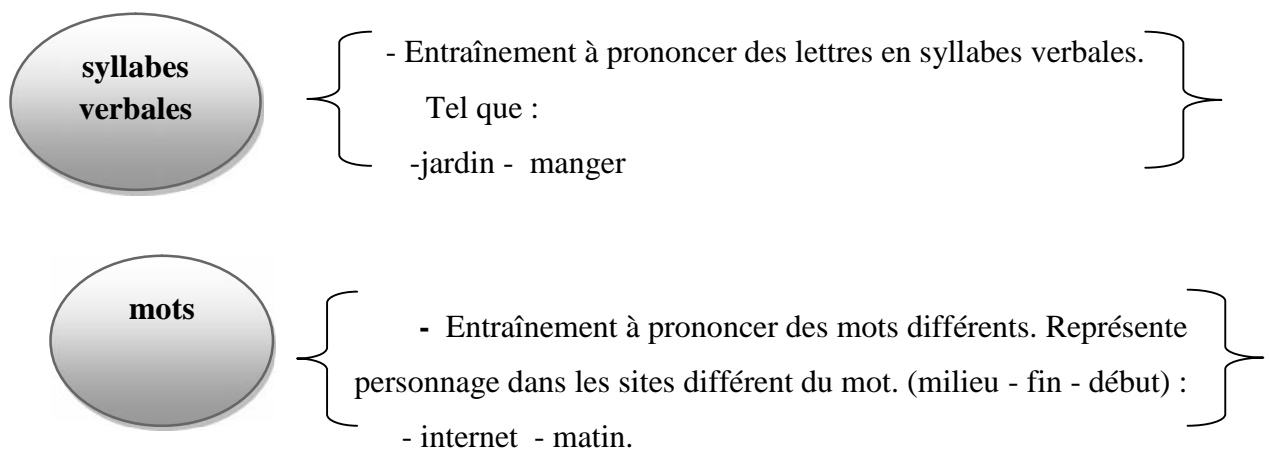 syllabes
verbales
- Entraînement à prononcer des lettres en syllabes verbales.
Tel que :
-jardin - manger
mots
- Entraînement à prononcer des mots différents. Représente
personnage dans les sites différent du mot. (milieu - fin - début) :
- internet - matin.